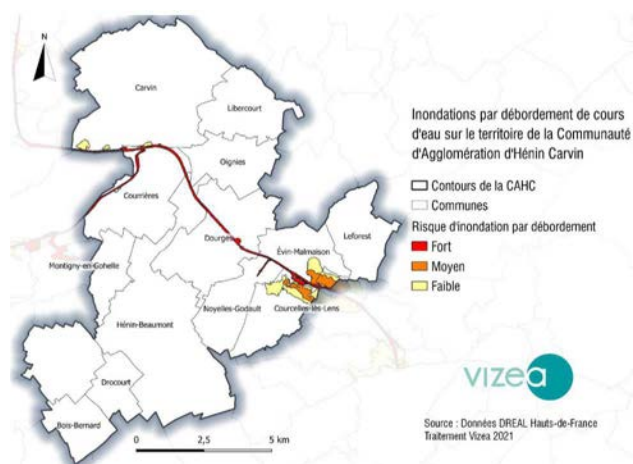 N
Carvin
Libercourt
Oignies
Courrières
Dourges
Évin-Malmaison
Leforest
Montigny-en-Gohelle
Noyelles-Godault
Courcelles-lès-Lens
Hénin-Beaumont
Drocourt
Bois-Bernard
0 2,5 5 km
Inondations par débordement de cours
d'eau sur le territoire de la Communauté
d'Agglomération d'Hénin Carvin
Contours de la CAHC
Communes
Risque d'inondation par débordement
Fort
Moyen
Faible
vizea
Source : Données DREAL Hauts-de-France
Traitement Vizea 2021